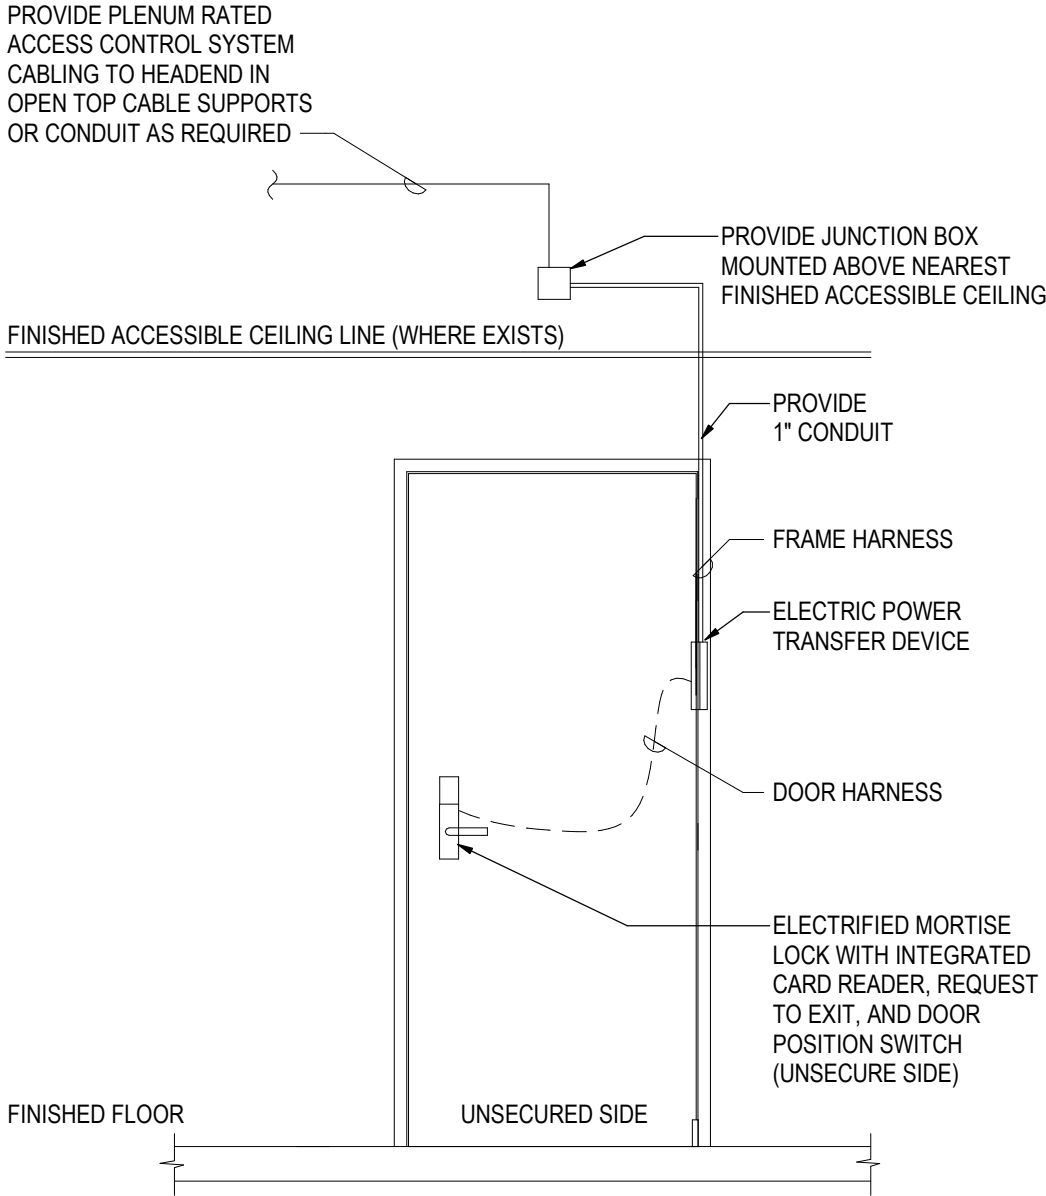 PROVIDE PLENUM RATED
ACCESS CONTROL SYSTEM
CABLING TO HEADEND IN
OPEN TOP CABLE SUPPORTS
OR CONDUIT AS REQUIRED
PROVIDE JUNCTION BOX
MOUNTED ABOVE NEAREST
FINISHED ACCESSIBLE CEILING
FINISHED ACCESSIBLE CEILING LINE (WHERE EXISTS)
PROVIDE
1" CONDUIT
FRAME HARNESS
ELECTRIC POWER
TRANSFER DEVICE
DOOR HARNESS
ELECTRIFIED MORTISE
LOCK WITH INTEGRATED
CARD READER, REQUEST
TO EXIT, AND DOOR
POSITION SWITCH
(UNSECURE SIDE)
FINISHED FLOOR
UNSECURED SIDE